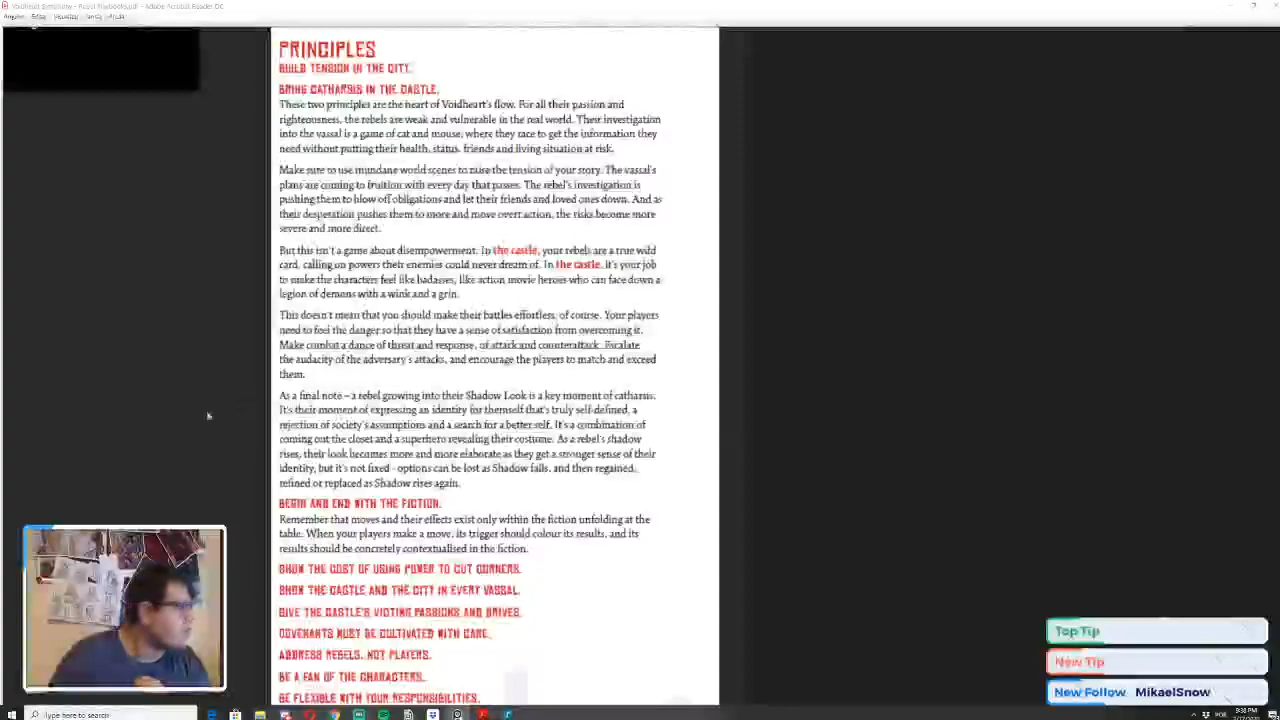 Voidheart Symphony - Rebel Playbooks.pdf - Adobe Acrobat Reader DC
PRINCIPLES
BUILD TENSION IN THE CITY.
BRING CATHARSIS IN THE CASTLE.
These two principles are the heart of Voidheart's flow. For all their passion and
righteousness, the rebels are weak and vulnerable in the real world. Their investigation
into the vassal is a game of cat and mouse, where they race to get the information they
need without putting their health, status, friends and living situation at risk.
Make sure to use mundane world scenes to raise the tension of your story. The vassal's
plans are coming to fruition with every day that passes. The rebel's investigation is
pushing them to blow off obligations and let their friends and loved ones down. And as
their desperation pushes them to more and move overt action, the risks become more
severe and more direct.
But this isn't a game about disempowerment. In the castle, your rebels are a true wild
card, calling on powers their enemies could never dream of. In the castle, it's your job
to make the characters feel like badasses, like action movie heroes who can face down a
legion of demons with a wink and a grin.
This doesn't mean that you should make their battles effortless, of course. Your players
need to feel the danger so that they have a sense of satisfaction from overcoming it.
Make combat a dance of threat and response, of attack and counterattack. Escalate
the audacity of the adversary's attacks, and encourage the players to match and exceed
them.
As a final note – a rebel growing into their Shadow Look is a key moment of catharsis.
It's their moment of expressing an identity for themself that's truly self-defined, a
rejection of society's assumptions and a search for a better self. It's a combination of
coming out the closet and a superhero revealing their costume. As a rebel's shadow
rises, their look becomes more and more elaborate as they get a stronger sense of their
identity, but it's not fixed - options can be lost as Shadow falls, and then regained,
refined or replaced as Shadow rises again.
BEGIN AND END WITH THE FICTION.
Remember that moves and their effects exist only within the fiction unfolding at the
table. When your players make a move, its trigger should colour its results, and its
results should be concretely contextualised in the fiction.
SHOW THE COST OF USING POWER TO CUT CORNERS.
SHOW THE CASTLE AND THE CITY IN EVERY VASSAL.
GIVE THE CASTLE'S VICTIMS PASSIONS AND DRIVES.
COVENANTS MUST BE CULTIVATED WITH CARE.
ADDRESS REBELS, NOT PLAYERS.
BE A FAN OF THE CHARACTERS.
BE FLEXIBLE WITH YOUR RESPONSIBILITIES.
Top Tip
New Tip
New Follow MikaelSnow
Type here to search
9:38 PM